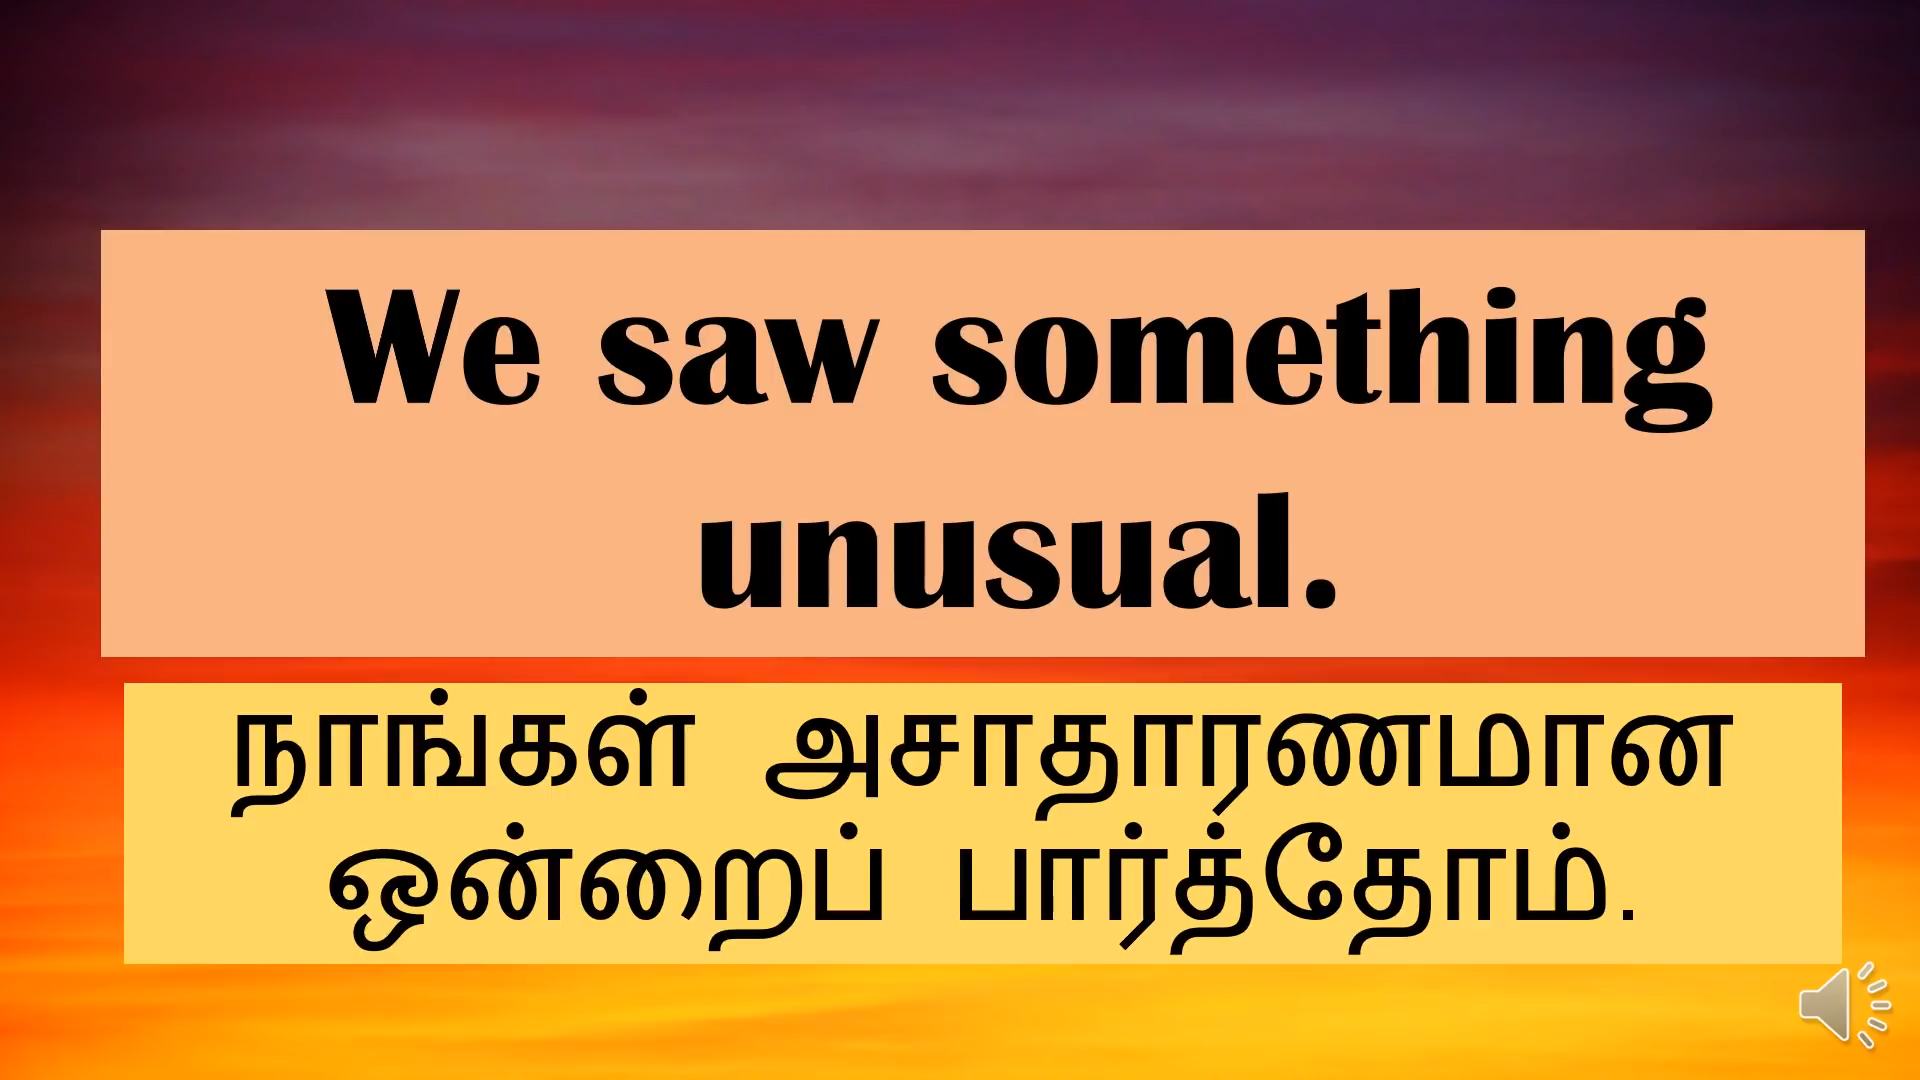 We saw something
unusual.
நாங்கள் அசாதாரணமான
ஒன்றைப் பார்த்தோம்.